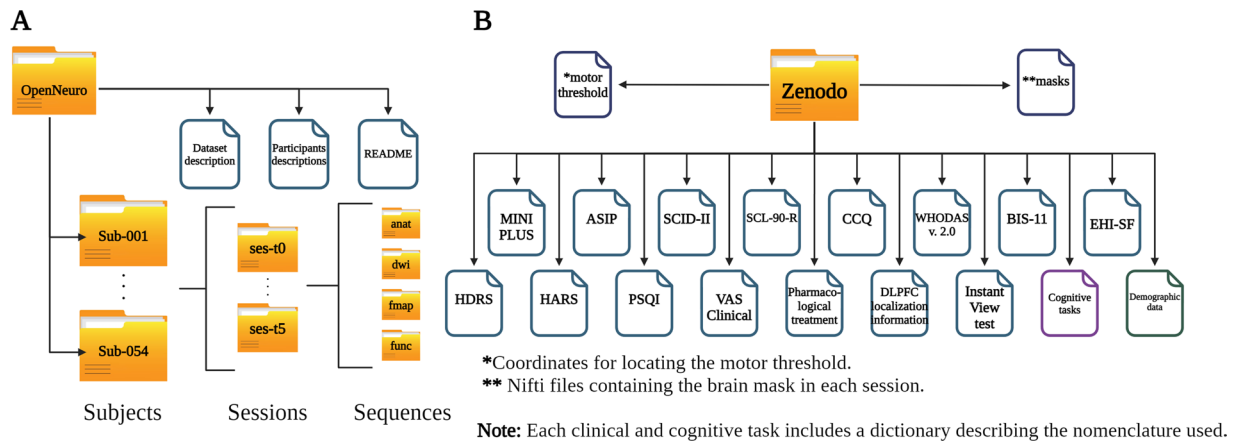 A
OpenNeuro
Dataset
description
Participants
descriptions
README
Sub-001
Sub-054
ses-t0
ses-t5
anat
dwi
fmap
func
Subjects
Sessions
Sequences
B
*motor
threshold
Zenodo
**masks
MINI
PLUS
ASIP
SCID-II
SCL-90-R
CCQ
WHODAS
v. 2.0
BIS-11
EHI-SF
HDRS
HARS
PSQI
VAS
Clinical
Pharmaco-
logical
treatment
DLPFC
localization
information
Instant
View
test
Cognitive
tasks
Demographic
data
*Coordinates for locating the motor threshold.
** Nifti files containing the brain mask in each session.
Note: Each clinical and cognitive task includes a dictionary describing the nomenclature used.